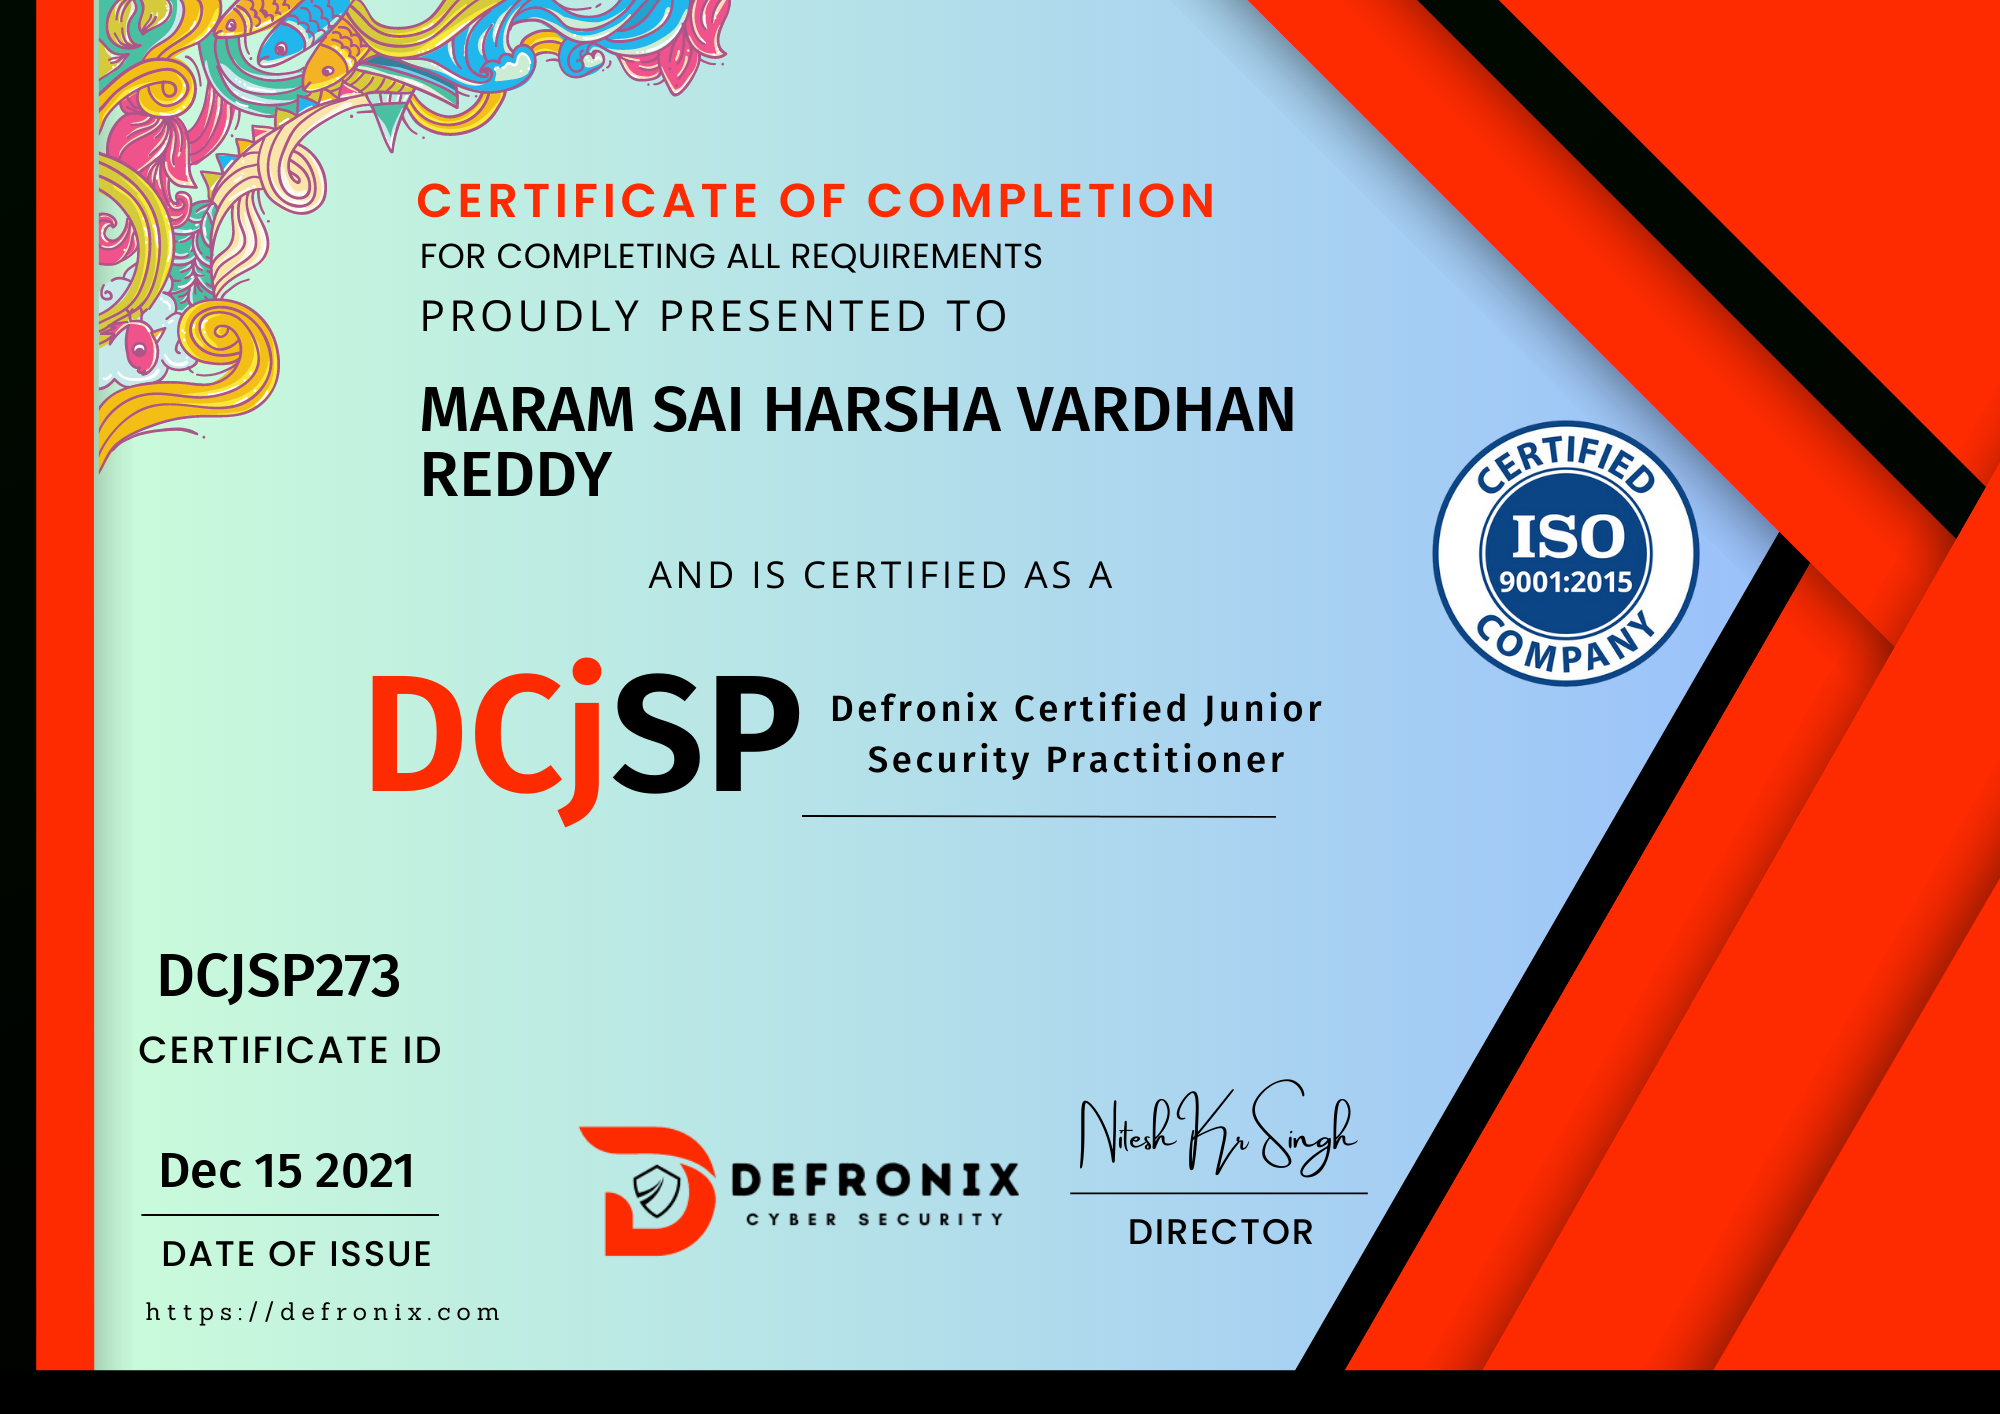 CERTIFICATE OF COMPLETION
FOR COMPLETING ALL REQUIREMENTS
PROUDLY PRESENTED TO
MARAM SAI HARSHA VARDHAN
REDDY
CERTIFIED
ISO
9001:2015
COMPANY
AND IS CERTIFIED AS A
DCjSP
Defronix Certified Junior
Security Practitioner
DCJSP273
CERTIFICATE ID
Dec 15 2021
DATE OF ISSUE
https://defronix.com
DEFRONIX
CYBER SECURITY
Nitesh Kr Singh
DIRECTOR